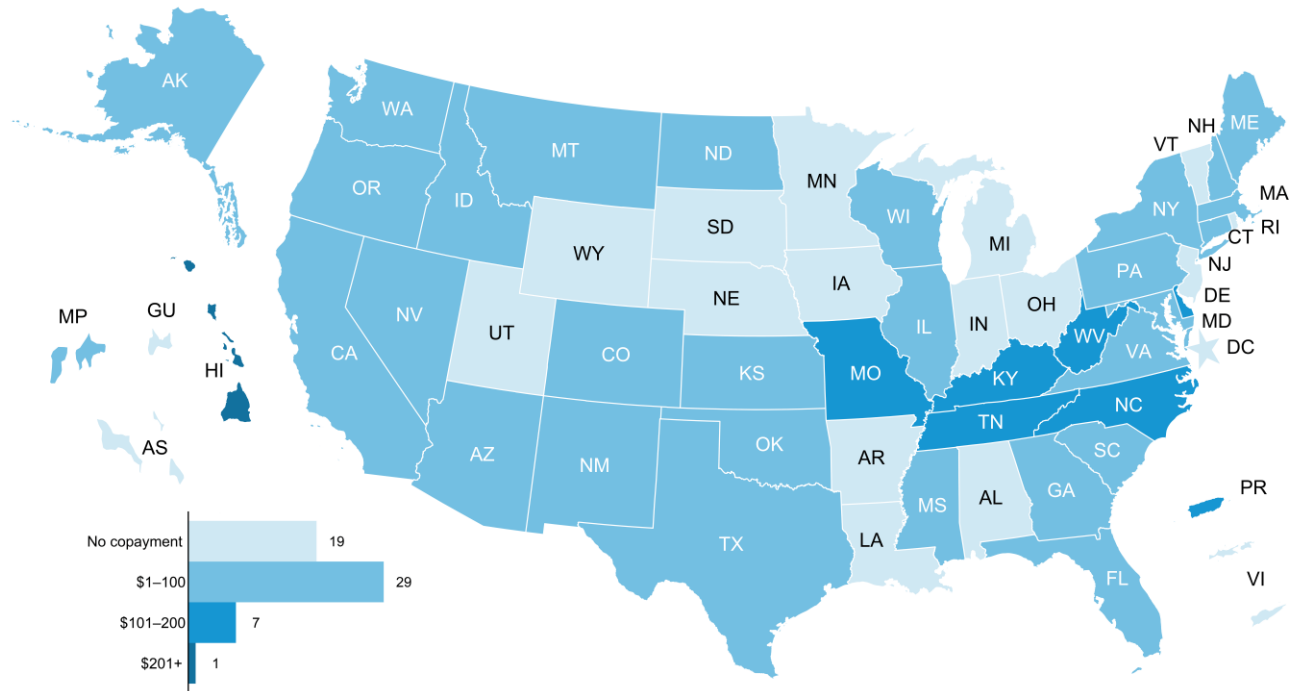 AK
WA
MT
ND
MN
VT
NH
ME
OR
ID
WY
SD
WI
MI
NY
MA
CT
RI
NV
UT
NE
IA
IL
IN
OH
PA
NJ
DE
MD
DC
MP
GU
HI
CA
CO
KS
MO
KY
WV
VA
AS
AZ
NM
OK
AR
TN
NC
SC
TX
LA
MS
AL
GA
FL
PR
VI
No copayment 19
$1–100 29
$101–200 7
$201+ 1